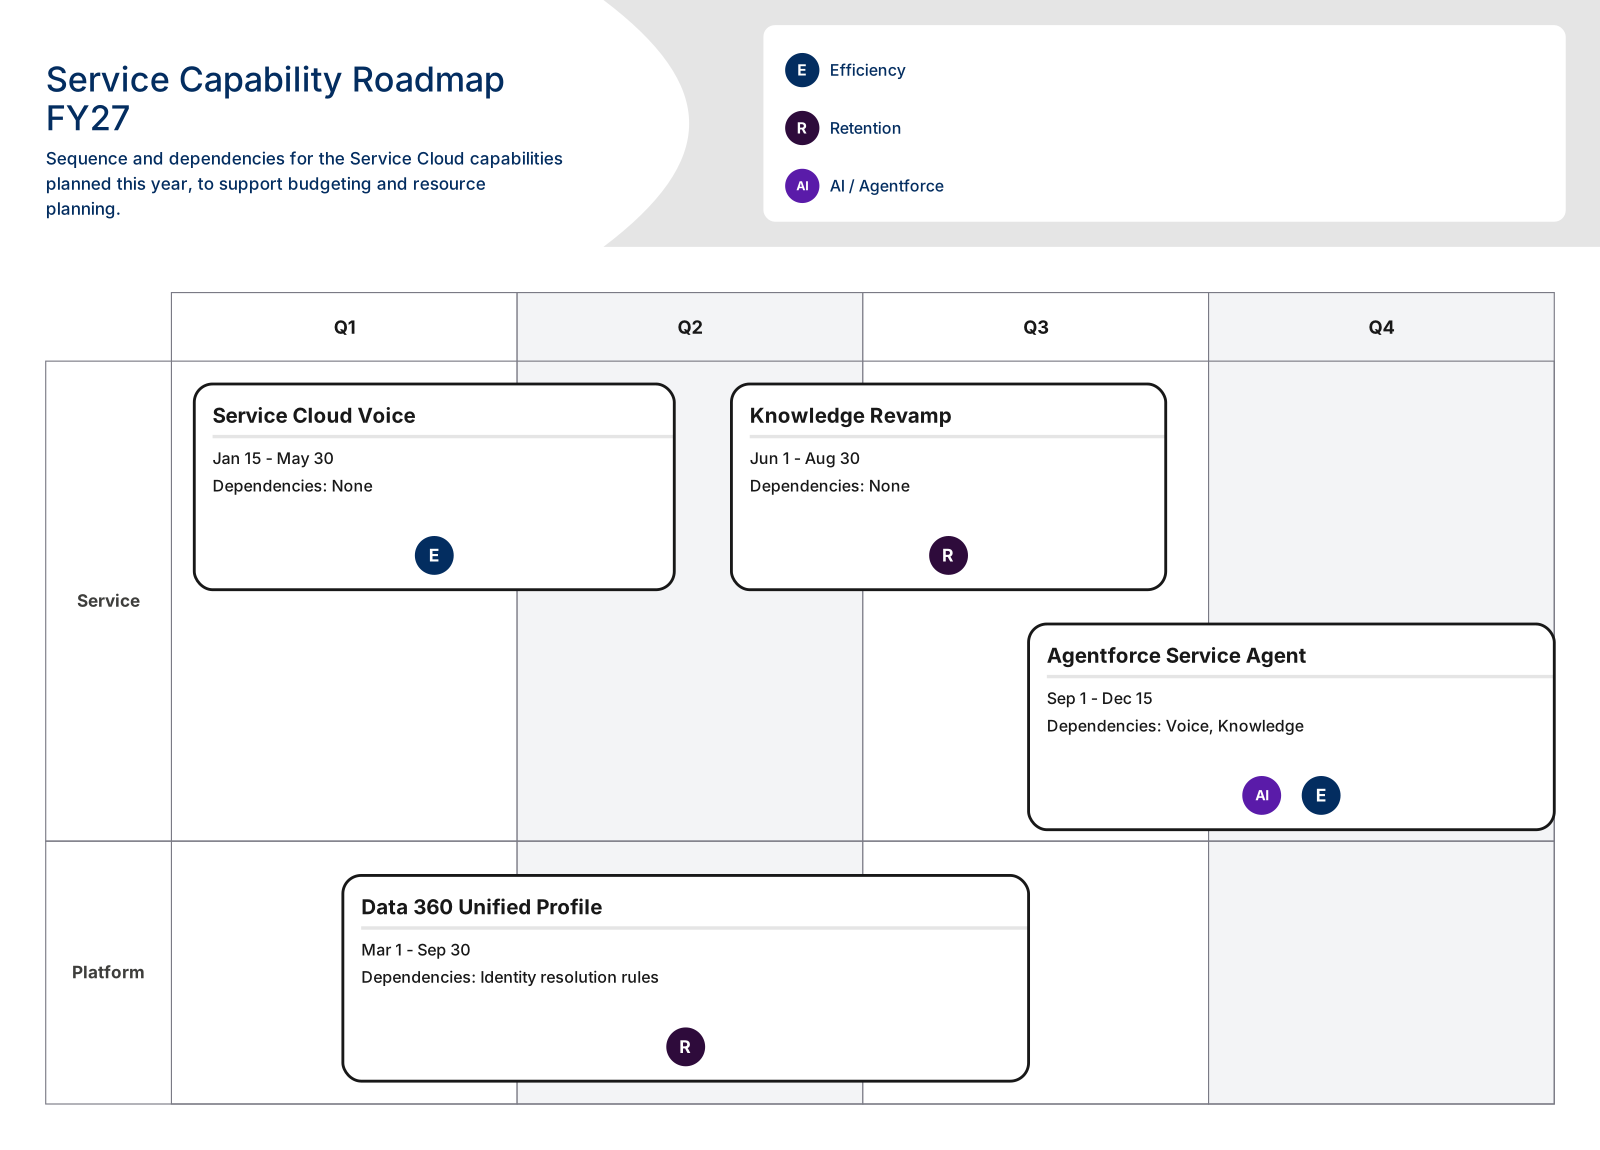 Service Capability Roadmap
FY27
Sequence and dependencies for the Service Cloud capabilities
planned this year, to support budgeting and resource
planning.
E Efficiency
R Retention
AI AI / Agentforce
Q1 Q2 Q3 Q4
Service
Service Cloud Voice
Jan 15 - May 30
Dependencies: None
E
Knowledge Revamp
Jun 1 - Aug 30
Dependencies: None
R
Agentforce Service Agent
Sep 1 - Dec 15
Dependencies: Voice, Knowledge
AI E
Platform
Data 360 Unified Profile
Mar 1 - Sep 30
Dependencies: Identity resolution rules
R